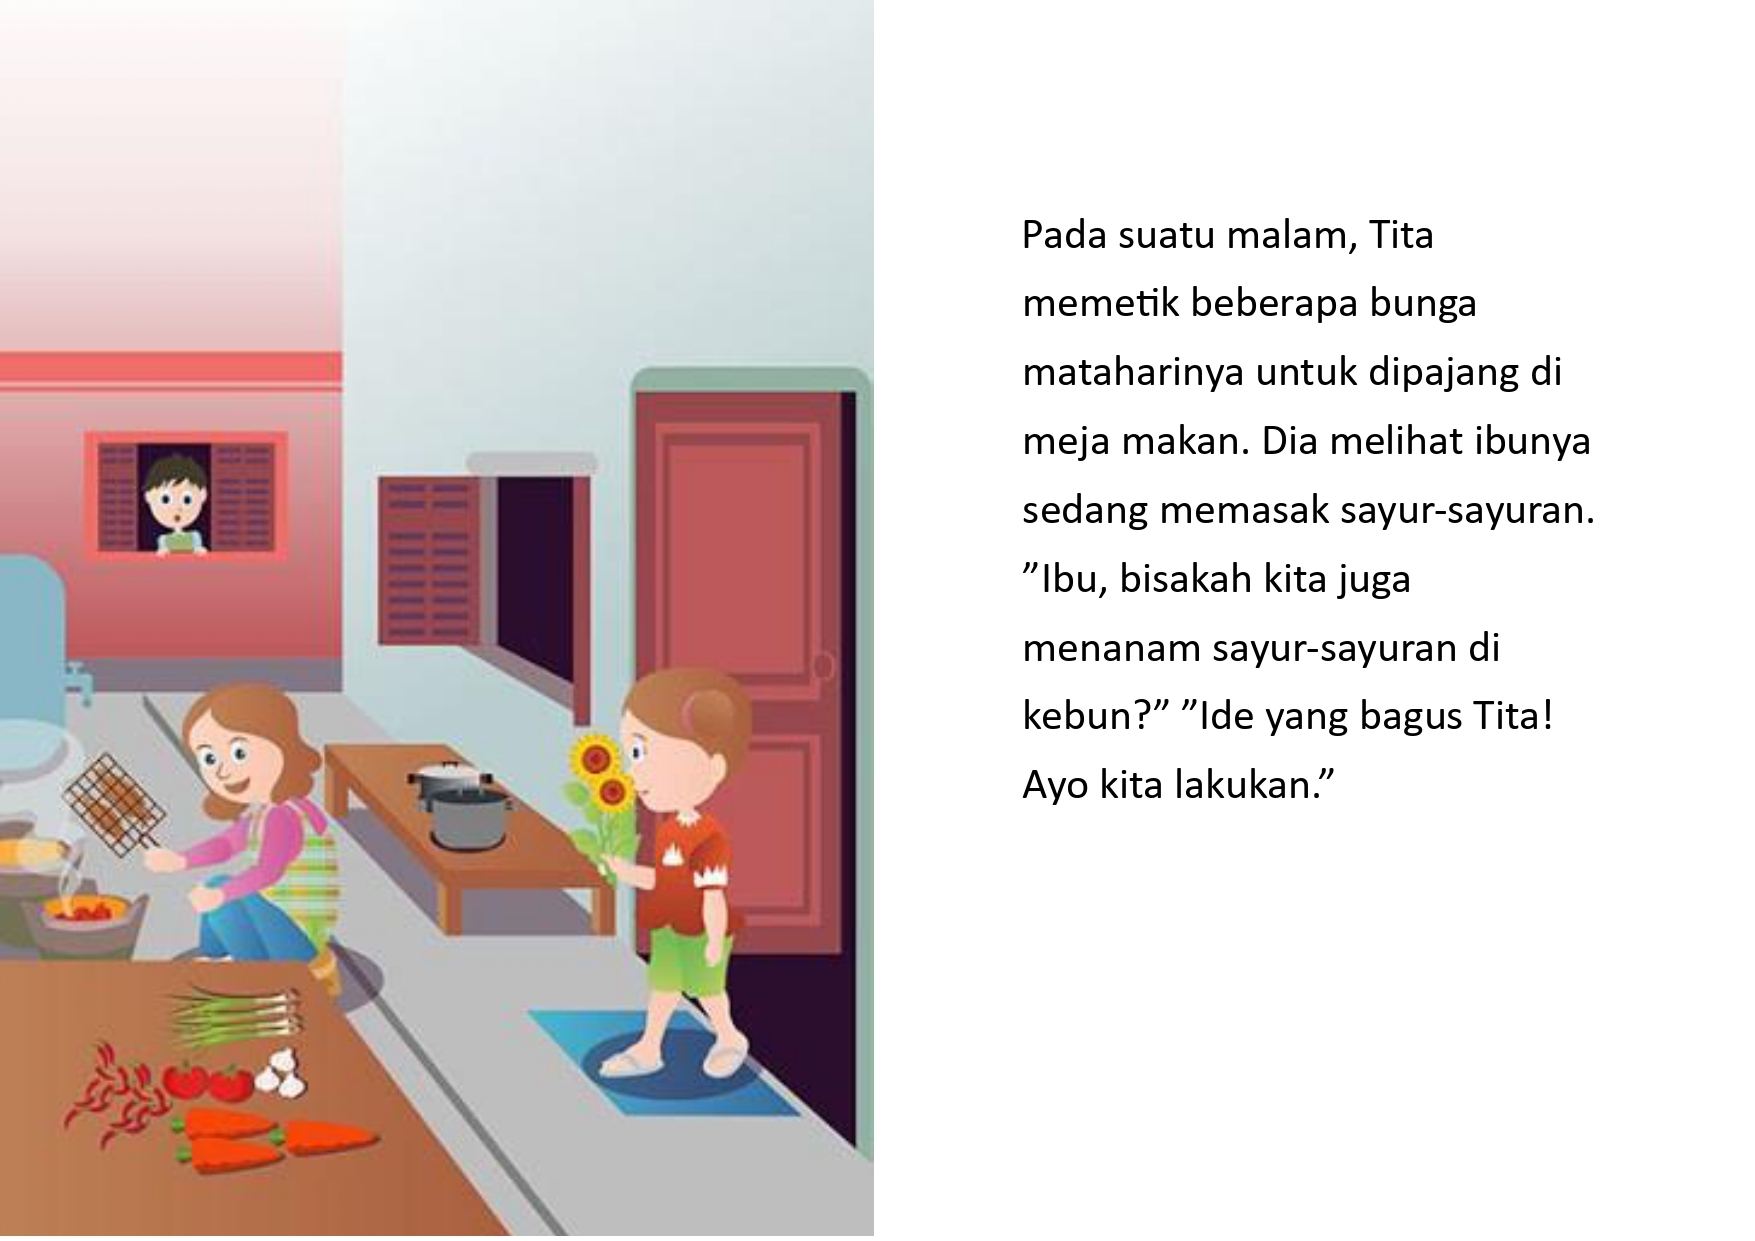 Pada suatu malam, Tita
memetik beberapa bunga
mataharinya untuk dipajang di
meja makan. Dia melihat ibunya
sedang memasak sayur-sayuran.
”Ibu, bisakah kita juga
menanam sayur-sayuran di
kebun?” ”Ide yang bagus Tita!
Ayo kita lakukan.”